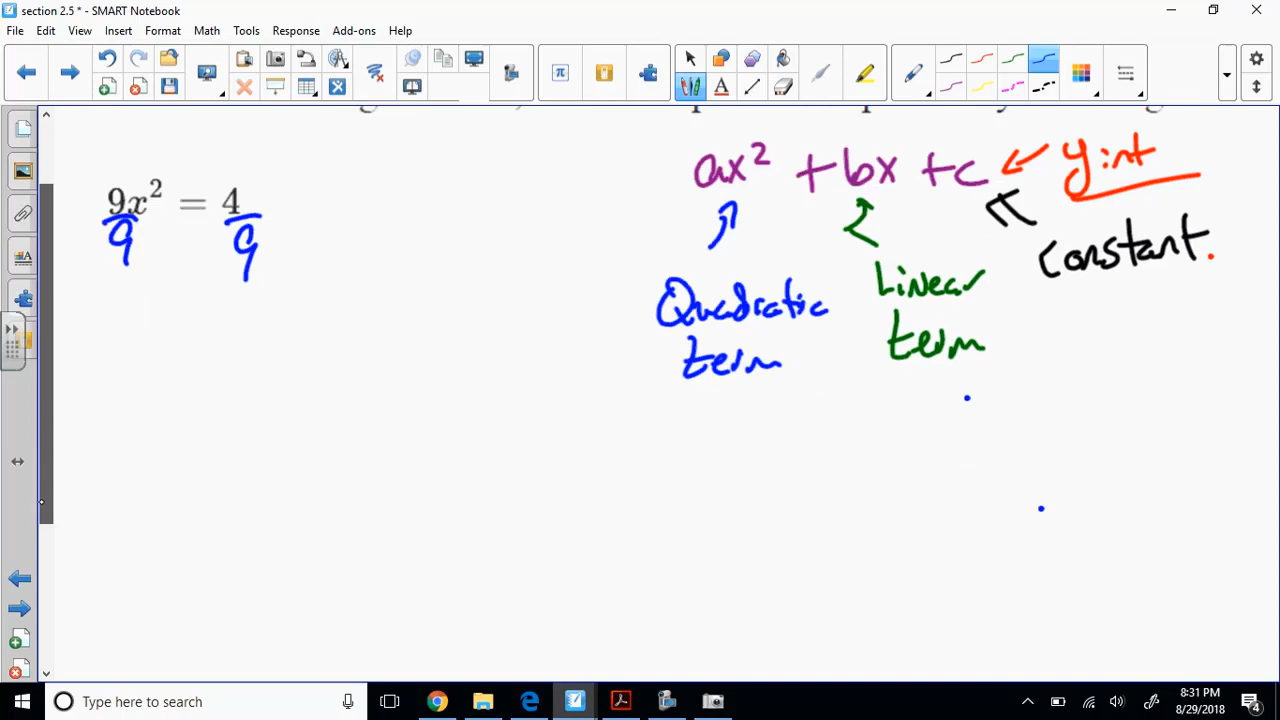 section 2.5 * - SMART Notebook
File Edit View Insert Format Math Tools Response Add-ons Help
ax² + bx + c ← y int
9x² = 4
9 9
constant.
Quadratic term
Linear term
Type here to search
8:31 PM
8/29/2018
4